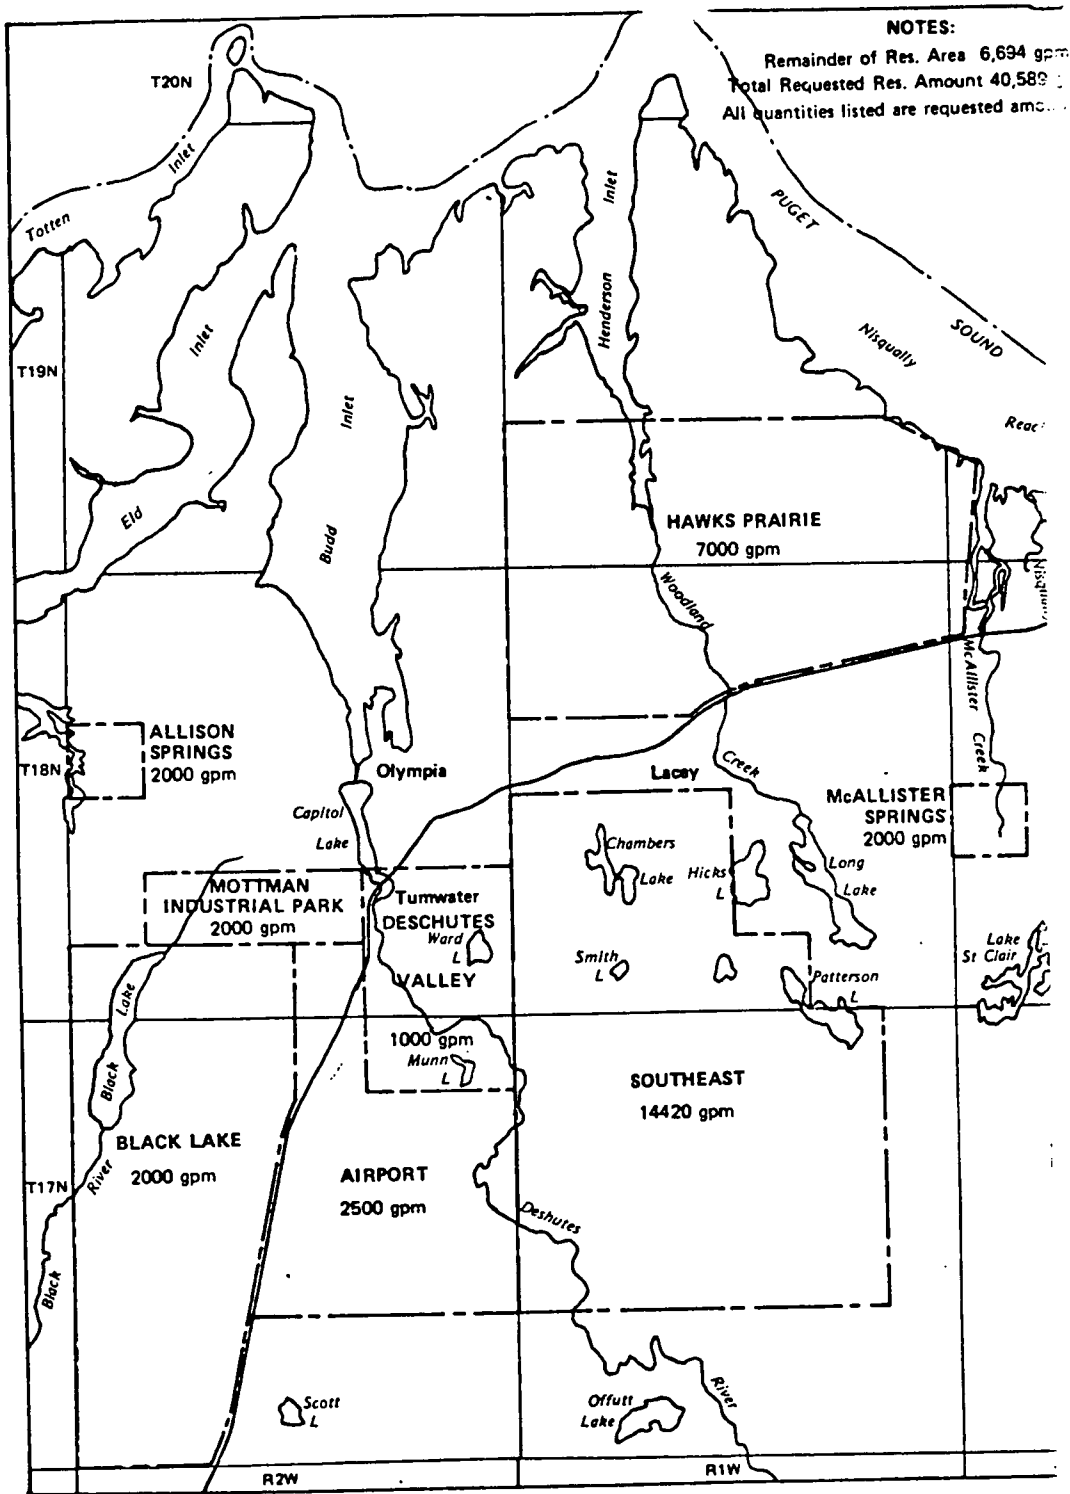 NOTES:
Remainder of Res. Area 6,694 gpm
Total Requested Res. Amount 40,589
All quantities listed are requested
T20N
Totten
Inlet
PUGET
SOUND
Nisqually
T19N
Inlet
Eld
Budd
Inlet
Henderson
Inlet
HAWKS PRAIRIE
7000 gpm
Woodland
Creek
McAllister
Creek
T18N
ALLISON
SPRINGS
2000 gpm
Olympia
Lacey
Capitol
Lake
McALLISTER
SPRINGS
2000 gpm
Chambers
Lake
Hicks
L
Long
Lake
MOTTMAN
INDUSTRIAL PARK
2000 gpm
Tumwater
DESCHUTES
VALLEY
1000 gpm
Ward
L
Smith
L
Patterson
L
Lake
St Clair
Munn
L
Black
Lake
SOUTHEAST
14420 gpm
BLACK LAKE
2000 gpm
AIRPORT
2500 gpm
T17N
Black
River
Deshutes
River
Scott
L
Offutt
Lake
R2W
R1W